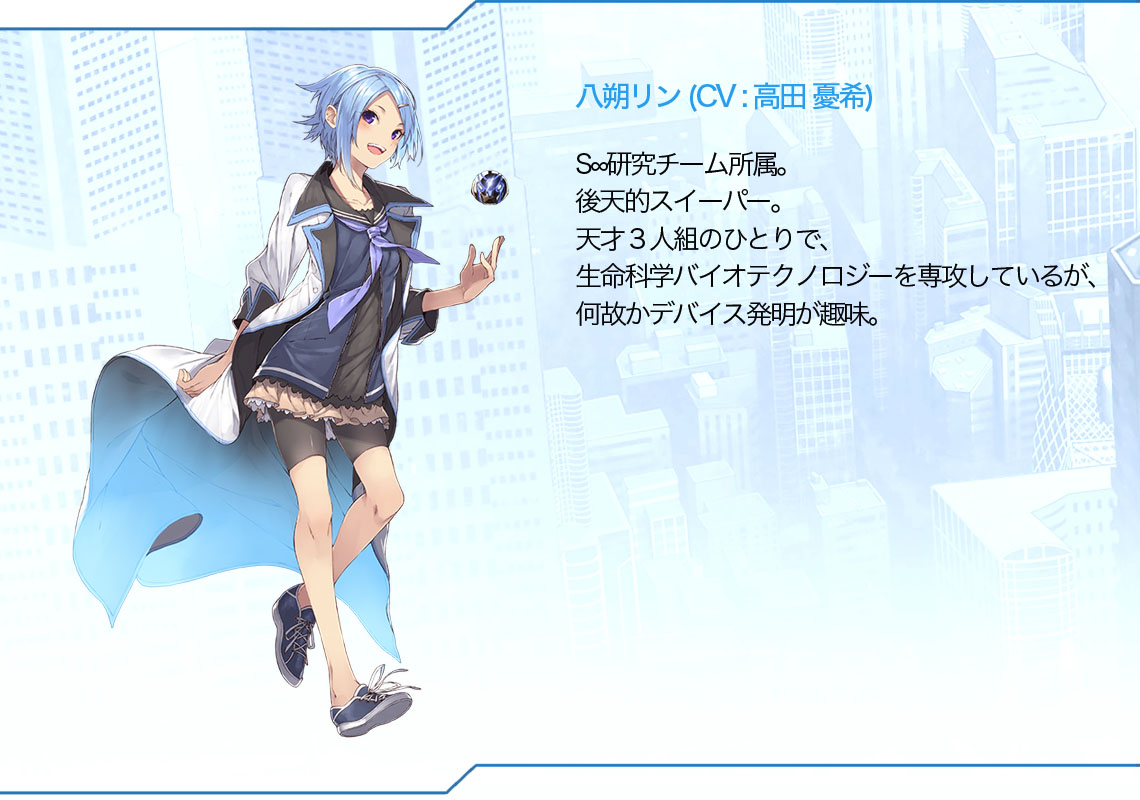 八朔リン (CV : 高田 憂希)
S∞研究チーム所属。
後天的スイーパー。
天才３人組のひとりで、
生命科学バイオテクノロジーを専攻しているが、
何故かデバイス発明が趣味。